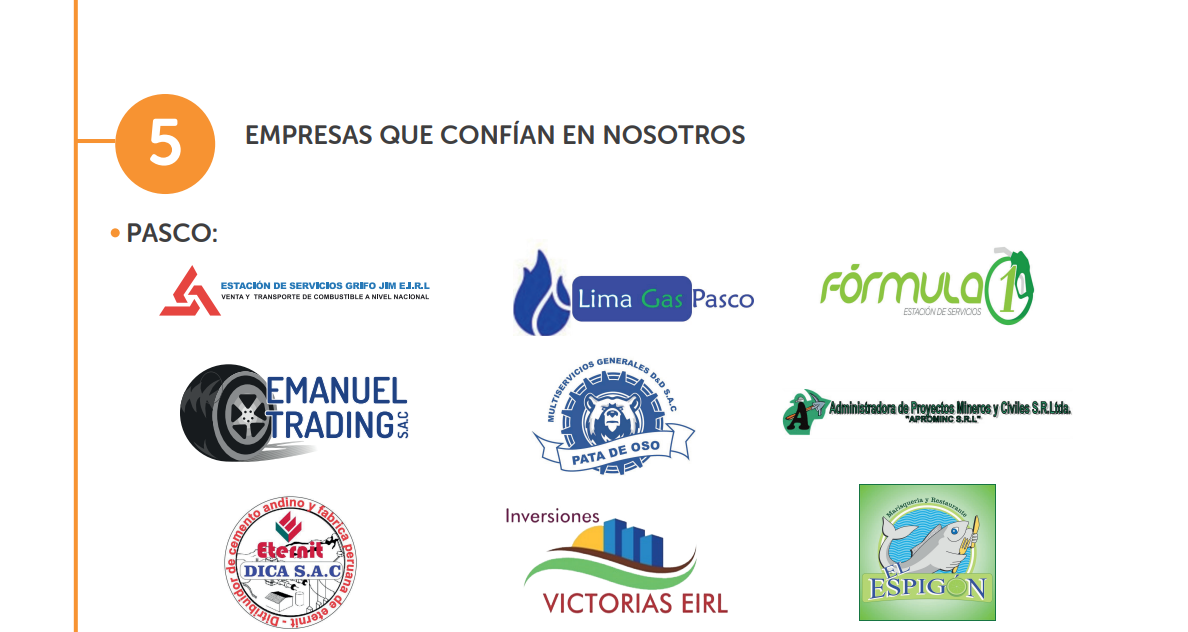 5
EMPRESAS QUE CONFÍAN EN NOSOTROS
• PASCO:
ESTACIÓN DE SERVICIOS GRIFO JIM E.I.R.L
VENTA Y TRANSPORTE DE COMBUSTIBLE A NIVEL NACIONAL
Lima Gas Pasco
FÓRMULA 1
ESTACIÓN DE SERVICIOS
EMANUEL
TRADING S.A.C
MULTISERVICIOS GENERALES D&D S.A.C
PATA DE OSO
A
Administradora de Proyectos Mineros y Civiles S.R.Ltda.
"APROMINC S.R.L"
Distribuidor de cemento andino y fabrica peruana de eternit -
Eternit
DICA S.A.C
Inversiones
VICTORIAS EIRL
Marisquería y Restaurante
EL
ESPIGÓN